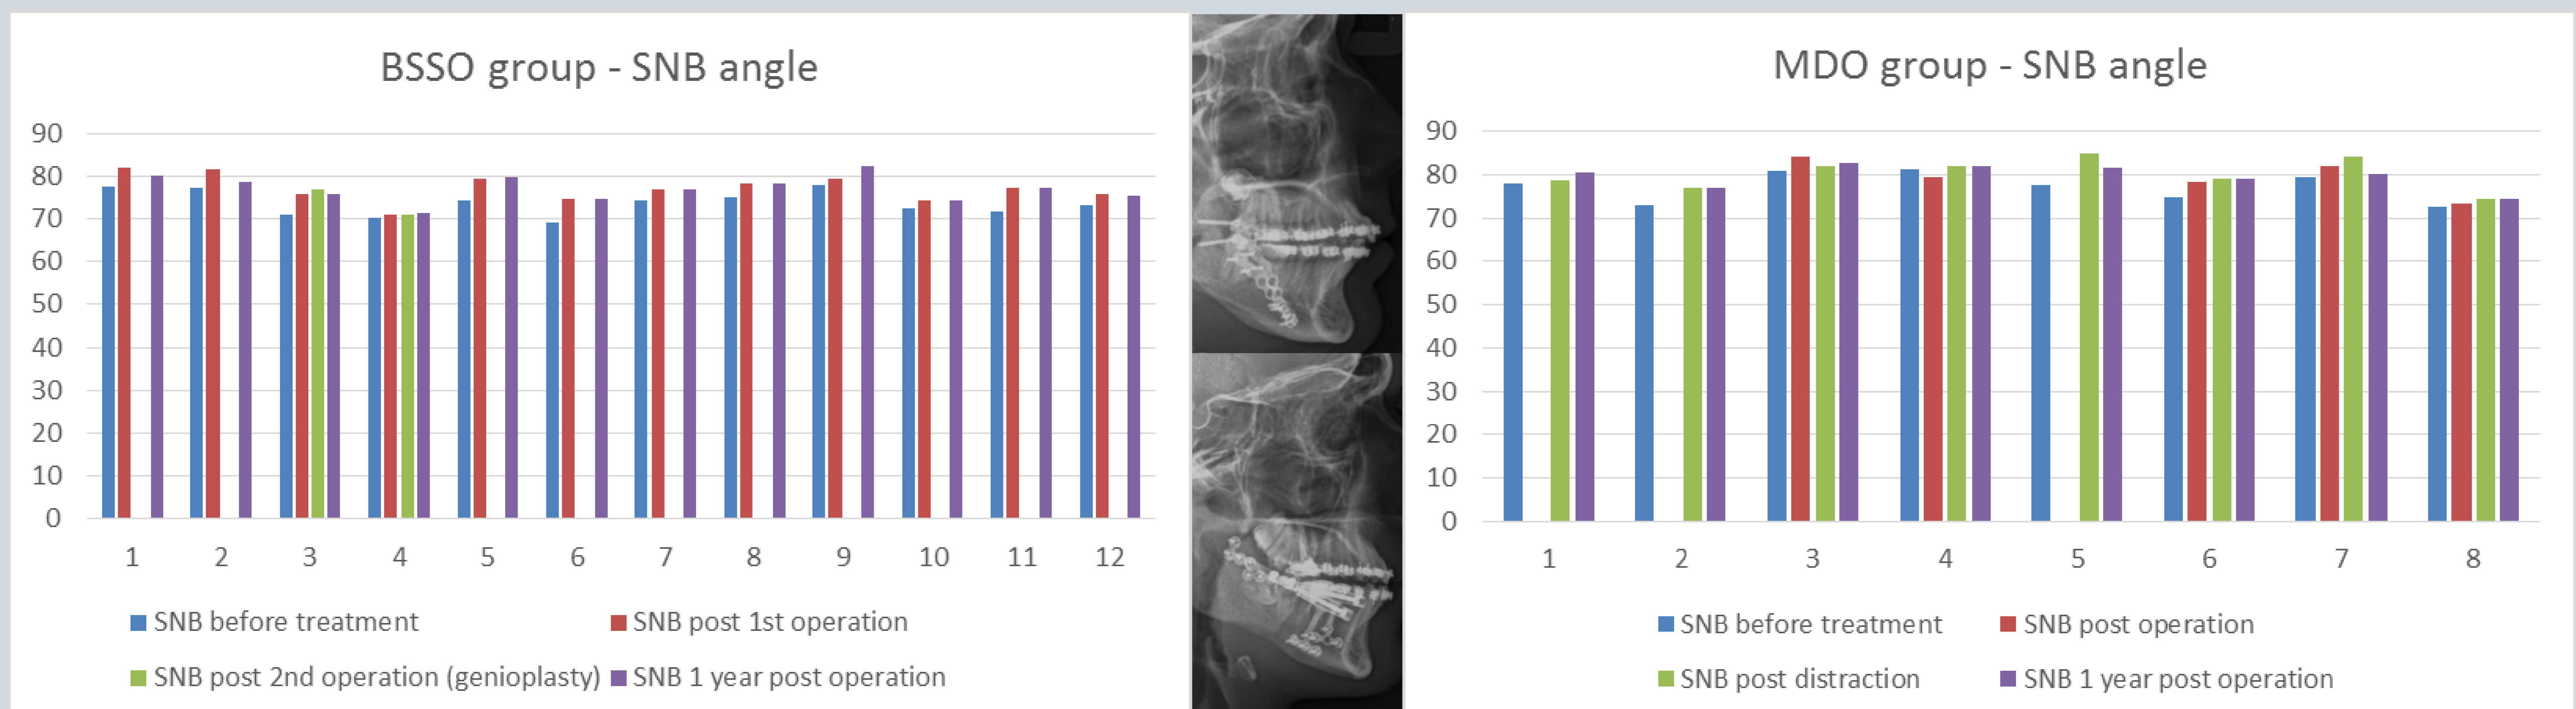 BSSO group - SNB angle
90
80
70
60
50
40
30
20
10
0
1 2 3 4 5 6 7 8 9 10 11 12
SNB before treatment SNB post 1st operation
SNB post 2nd operation (genioplasty) SNB 1 year post operation
MDO group - SNB angle
90
80
70
60
50
40
30
20
10
0
1 2 3 4 5 6 7 8
SNB before treatment SNB post operation
SNB post distraction SNB 1 year post operation